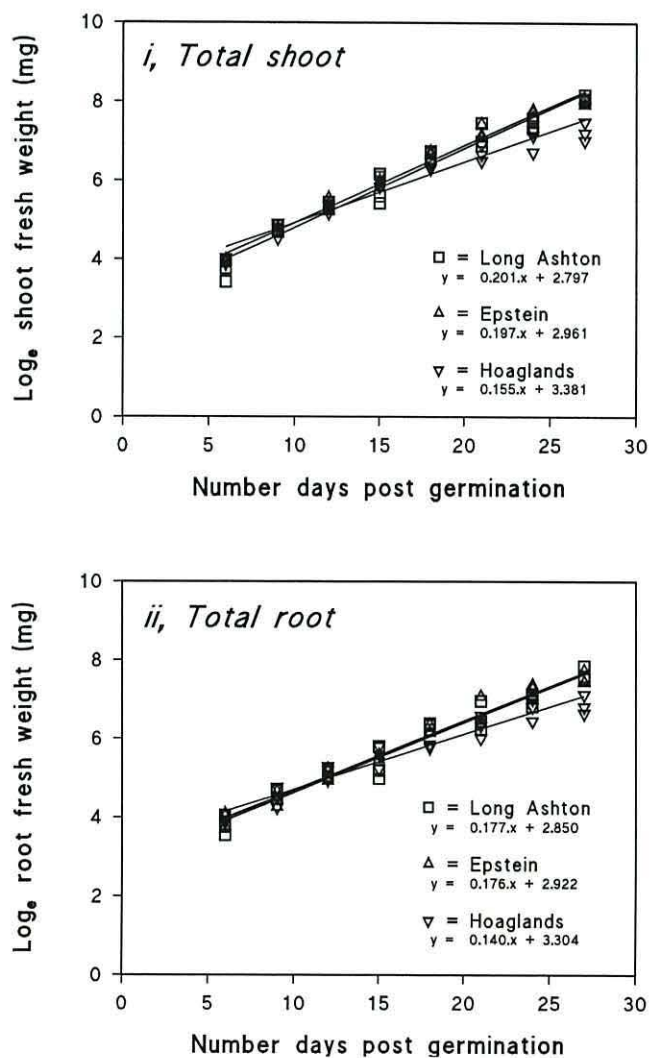 i, Total shoot
Logₑ shoot fresh weight (mg)
10
8
6
4
2
0
□ = Long Ashton
y = 0.201.x + 2.797
△ = Epstein
y = 0.197.x + 2.961
▽ = Hoaglands
y = 0.155.x + 3.381
0 5 10 15 20 25 30
Number days post germination
ii, Total root
Logₑ root fresh weight (mg)
10
8
6
4
2
0
□ = Long Ashton
y = 0.177.x + 2.850
△ = Epstein
y = 0.176.x + 2.922
▽ = Hoaglands
y = 0.140.x + 3.304
0 5 10 15 20 25 30
Number days post germination